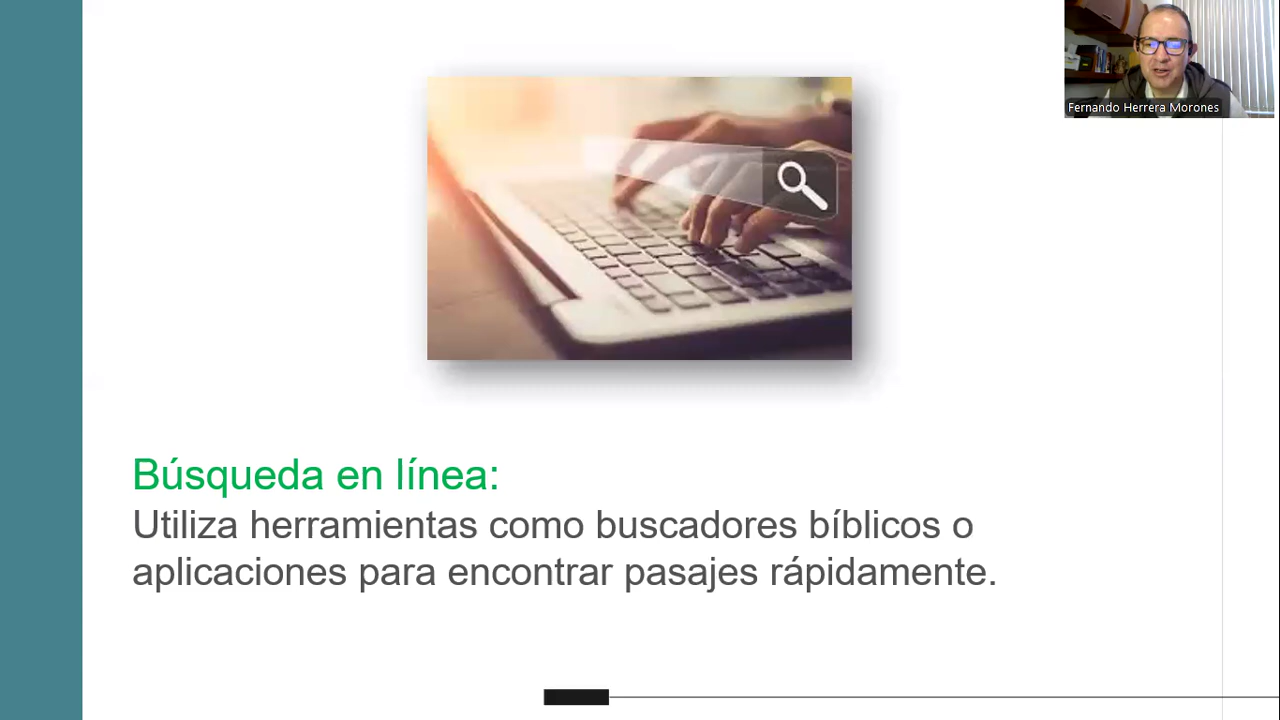 Fernando Herrera Morones
Búsqueda en línea:
Utiliza herramientas como buscadores bíblicos o
aplicaciones para encontrar pasajes rápidamente.